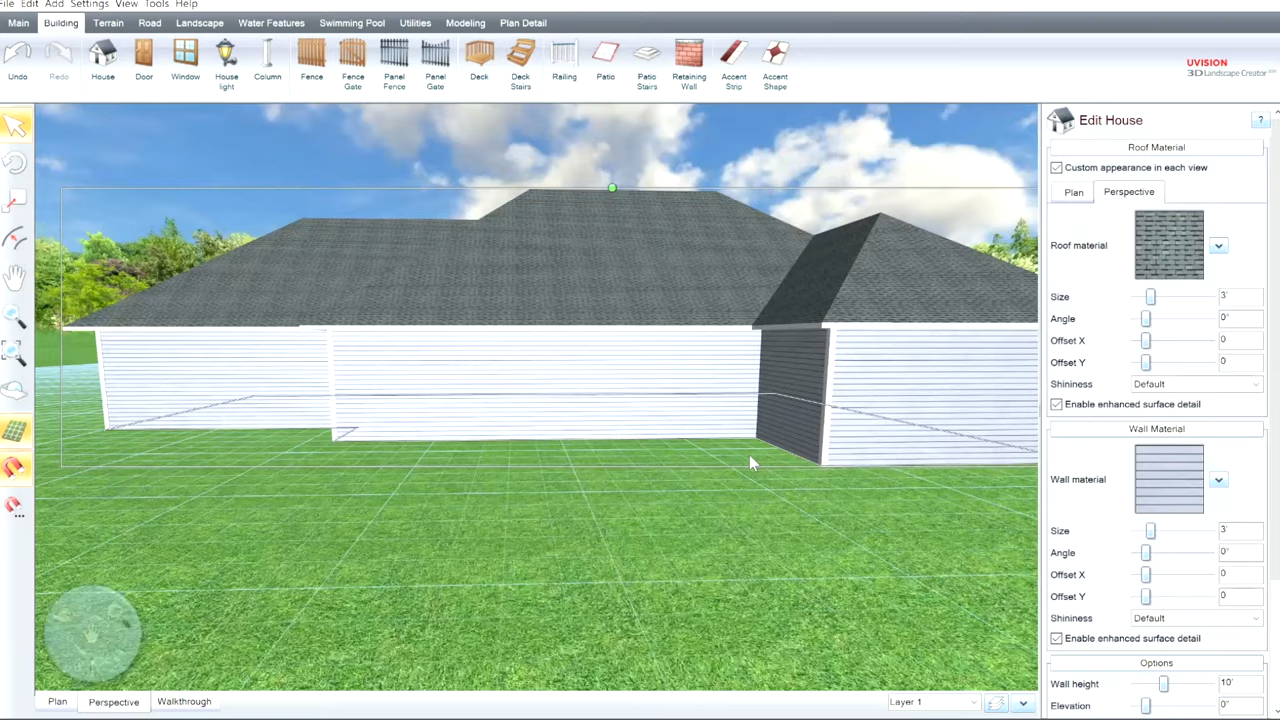 File Edit Add Settings View Tools Help
Main Building Terrain Road Landscape Water Features Swimming Pool Utilities Modeling Plan Detail
Undo Redo House Door Window House light Column Fence Fence Gate Panel Fence Panel Gate Deck Deck Stairs Railing Patio Patio Stairs Retaining Wall Accent Strip Accent Shape
UVISION
3D Landscape Creator
Edit House ?
Roof Material
Custom appearance in each view
Plan Perspective
Roof material
Size 3'
Angle 0°
Offset X 0
Offset Y 0
Shininess Default
Enable enhanced surface detail
Wall Material
Wall material
Size 3'
Angle 0°
Offset X 0
Offset Y 0
Shininess Default
Enable enhanced surface detail
Options
Wall height 10'
Elevation 0"
Plan Perspective Walkthrough Layer 1